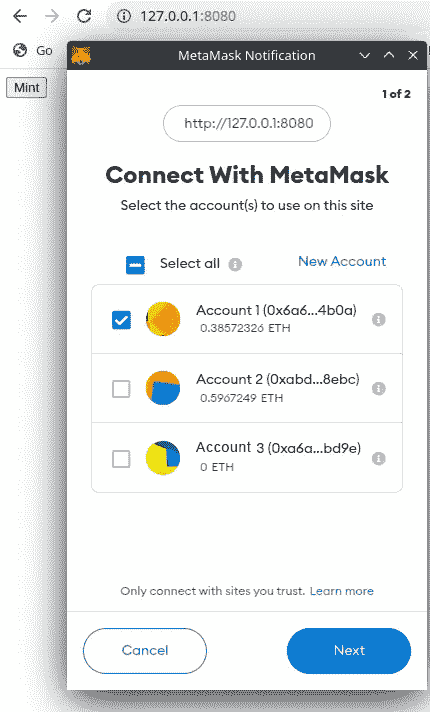 127.0.0.1:8080
Go
MetaMask Notification
Mint
1 of 2
http://127.0.0.1:8080
Connect With MetaMask
Select the account(s) to use on this site
Select all
New Account
Account 1 (0x6a6...4b0a)
0.38572326 ETH
Account 2 (0xabd...8ebc)
0.5967249 ETH
Account 3 (0xa6a...bd9e)
0 ETH
Only connect with sites you trust. Learn more
Cancel
Next